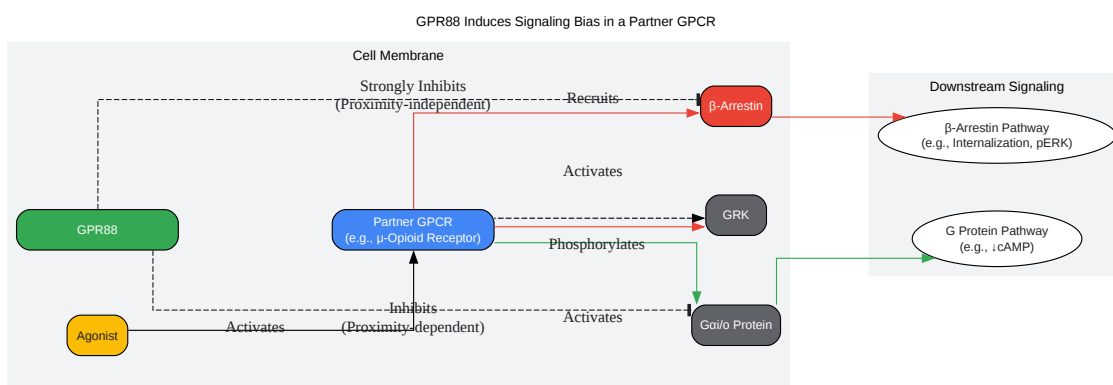 GPR88 Induces Signaling Bias in a Partner GPCR
Cell Membrane
Downstream Signaling
Strongly Inhibits
(Proximity-independent)
Recruits
β-Arrestin
β-Arrestin Pathway
(e.g., Internalization, pERK)
Activates
GPR88
Partner GPCR
(e.g., μ-Opioid Receptor)
GRK
Phosphorylates
G Protein Pathway
(e.g., ↓cAMP)
Inhibits
(Proximity-dependent)
Activates
Gαi/o Protein
Agonist
Activates